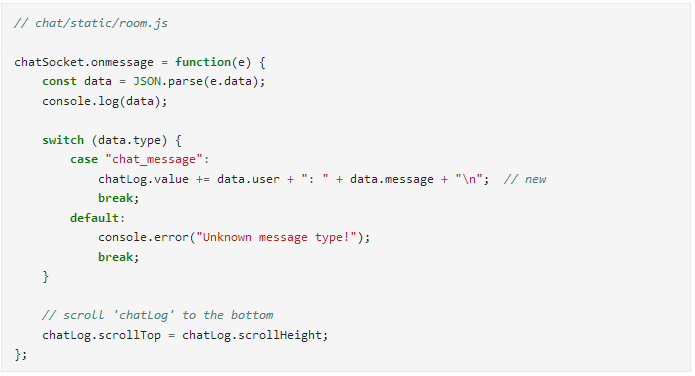 // chat/static/room.js

chatSocket.onmessage = function(e) {
    const data = JSON.parse(e.data);
    console.log(data);

    switch (data.type) {
        case "chat_message":
            chatLog.value += data.user + ": " + data.message + "\n";  // new
            break;
        default:
            console.error("Unknown message type!");
            break;
    }

    // scroll 'chatLog' to the bottom
    chatLog.scrollTop = chatLog.scrollHeight;
};